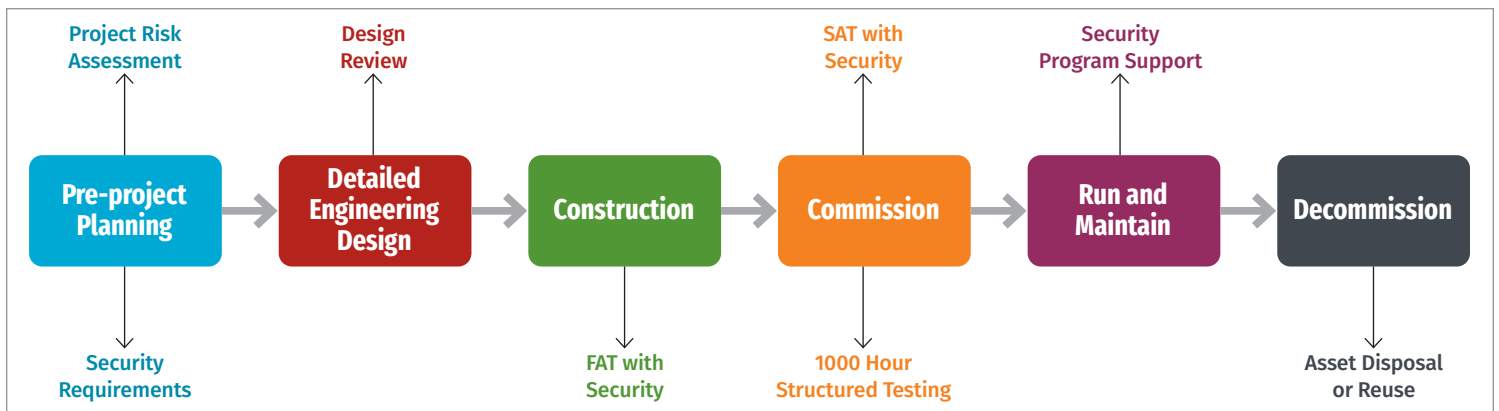 Project Risk
Assessment
Design
Review
SAT with
Security
Security
Program Support
Pre-project
Planning
Detailed
Engineering
Design
Construction
Commission
Run and
Maintain
Decommission
Security
Requirements
FAT with
Security
1000 Hour
Structured Testing
Asset Disposal
or Reuse